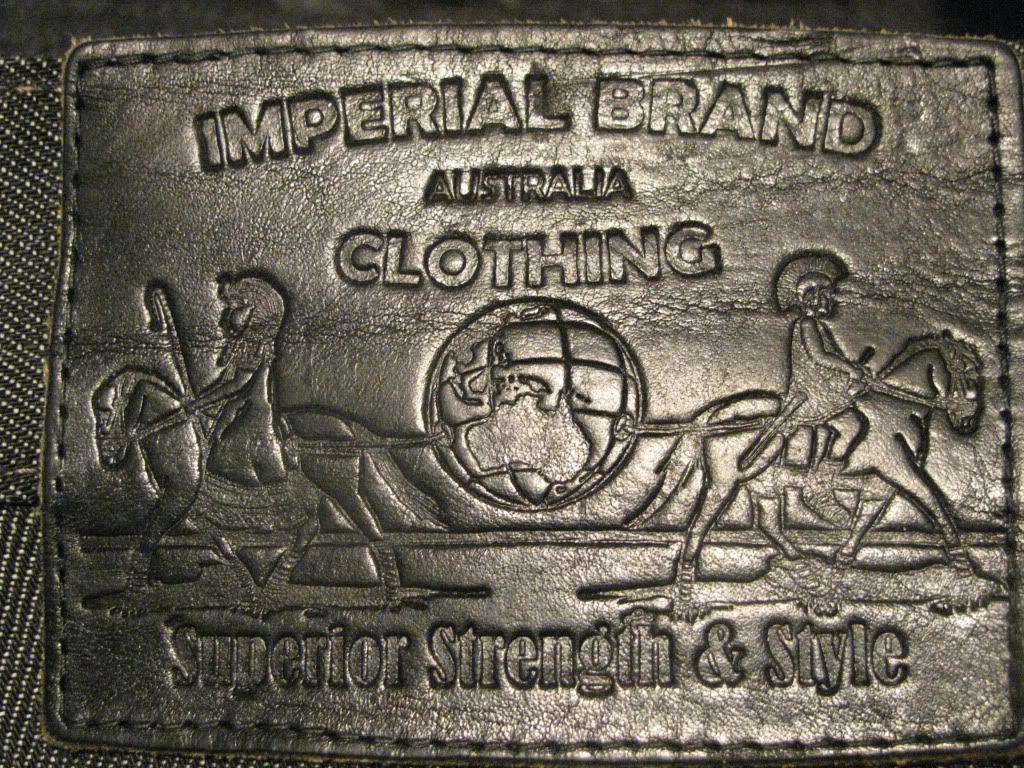 IMPERIAL BRAND
AUSTRALIA
CLOTHING
Superior Strength & Style